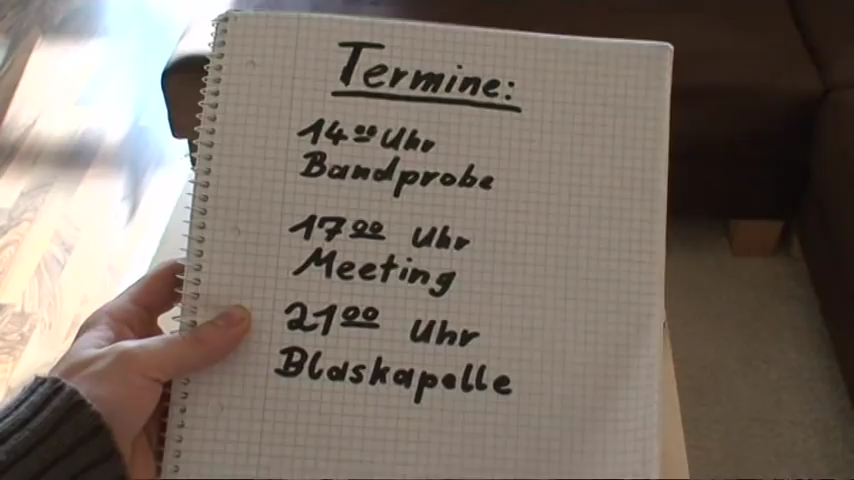 Termine:
14⁰⁰ Uhr
Bandprobe
17⁰⁰ Uhr
Meeting
21⁰⁰ Uhr
Blaskapelle